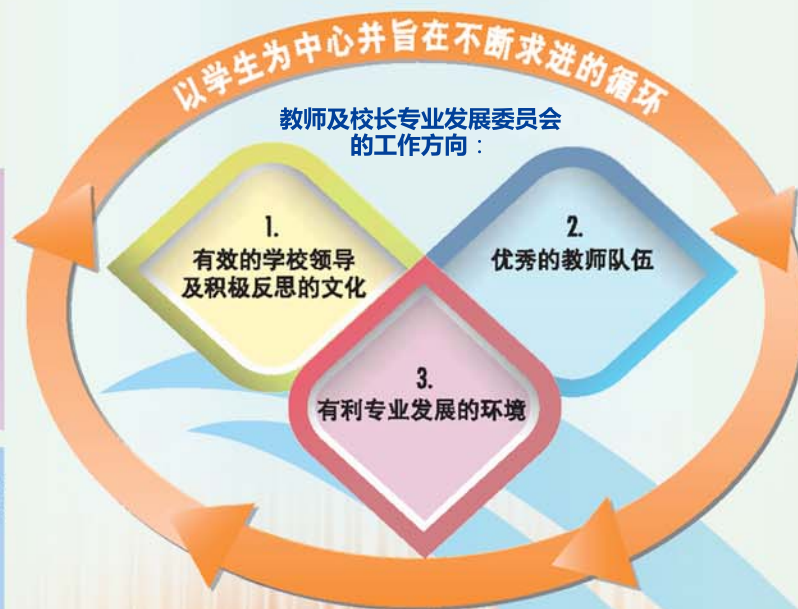 以学生为中心并旨在不断求进的循环
教师及校长专业发展委员会
的工作方向：
1.
有效的学校领导
及积极反思的文化
2.
优秀的教师队伍
3.
有利专业发展的环境